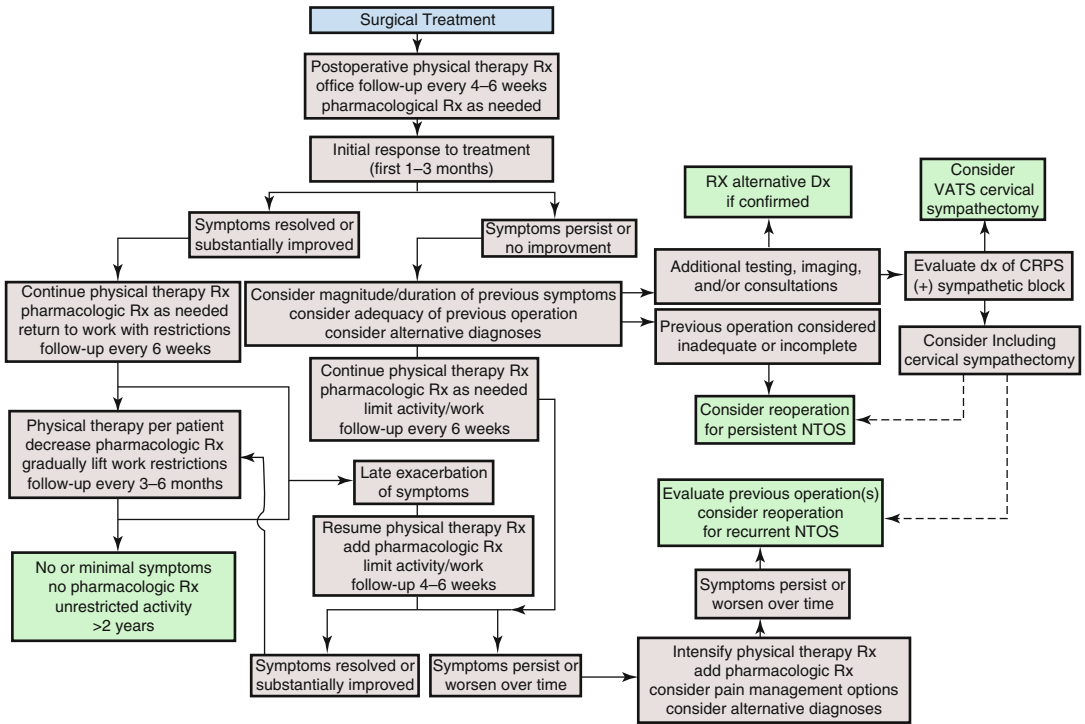 Surgical Treatment
Postoperative physical therapy Rx
office follow-up every 4–6 weeks
pharmacological Rx as needed
Initial response to treatment
(first 1–3 months)
Symptoms resolved or
substantially improved
Symptoms persist or
no improvment
RX alternative Dx
if confirmed
Consider
VATS cervical
sympathectomy
Additional testing, imaging,
and/or consultations
Evaluate dx of CRPS
(+) sympathetic block
Continue physical therapy Rx
pharmacologic Rx as needed
return to work with restrictions
follow-up every 6 weeks
Consider magnitude/duration of previous symptoms
consider adequacy of previous operation
consider alternative diagnoses
Previous operation considered
inadequate or incomplete
Consider Including
cervical sympathectomy
Continue physical therapy Rx
pharmacologic Rx as needed
limit activity/work
follow-up every 6 weeks
Consider reoperation
for persistent NTOS
Physical therapy per patient
decrease pharmacologic Rx
gradually lift work restrictions
follow-up every 3–6 months
Late exacerbation
of symptoms
Evaluate previous operation(s)
consider reoperation
for recurrent NTOS
Resume physical therapy Rx
add pharmacologic Rx
limit activity/work
follow-up 4–6 weeks
No or minimal symptoms
no pharmacologic Rx
unrestricted activity
>2 years
Symptoms persist or
worsen over time
Symptoms resolved or
substantially improved
Symptoms persist or
worsen over time
Intensify physical therapy Rx
add pharmacologic Rx
consider pain management options
consider alternative diagnoses